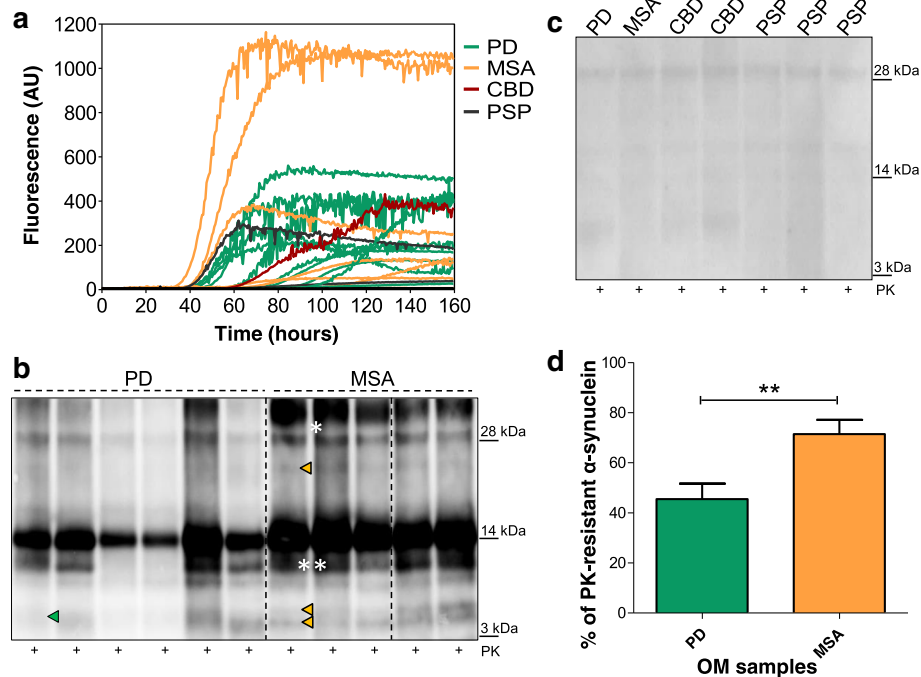 a
1200
1000
800
600
400
200
0
Fluorescence (AU)
0 20 40 60 80 100 120 140 160
Time (hours)
PD
MSA
CBD
PSP
b
PD MSA
*
**
28 kDa
14 kDa
3 kDa
+ + + + + + + + + + + PK
c
PD MSA CBD CBD PSP PSP PSP
28 kDa
14 kDa
3 kDa
+ + + + + + + PK
d
100
80
60
40
20
0
% of PK-resistant α-synuclein
**
PD MSA
OM samples